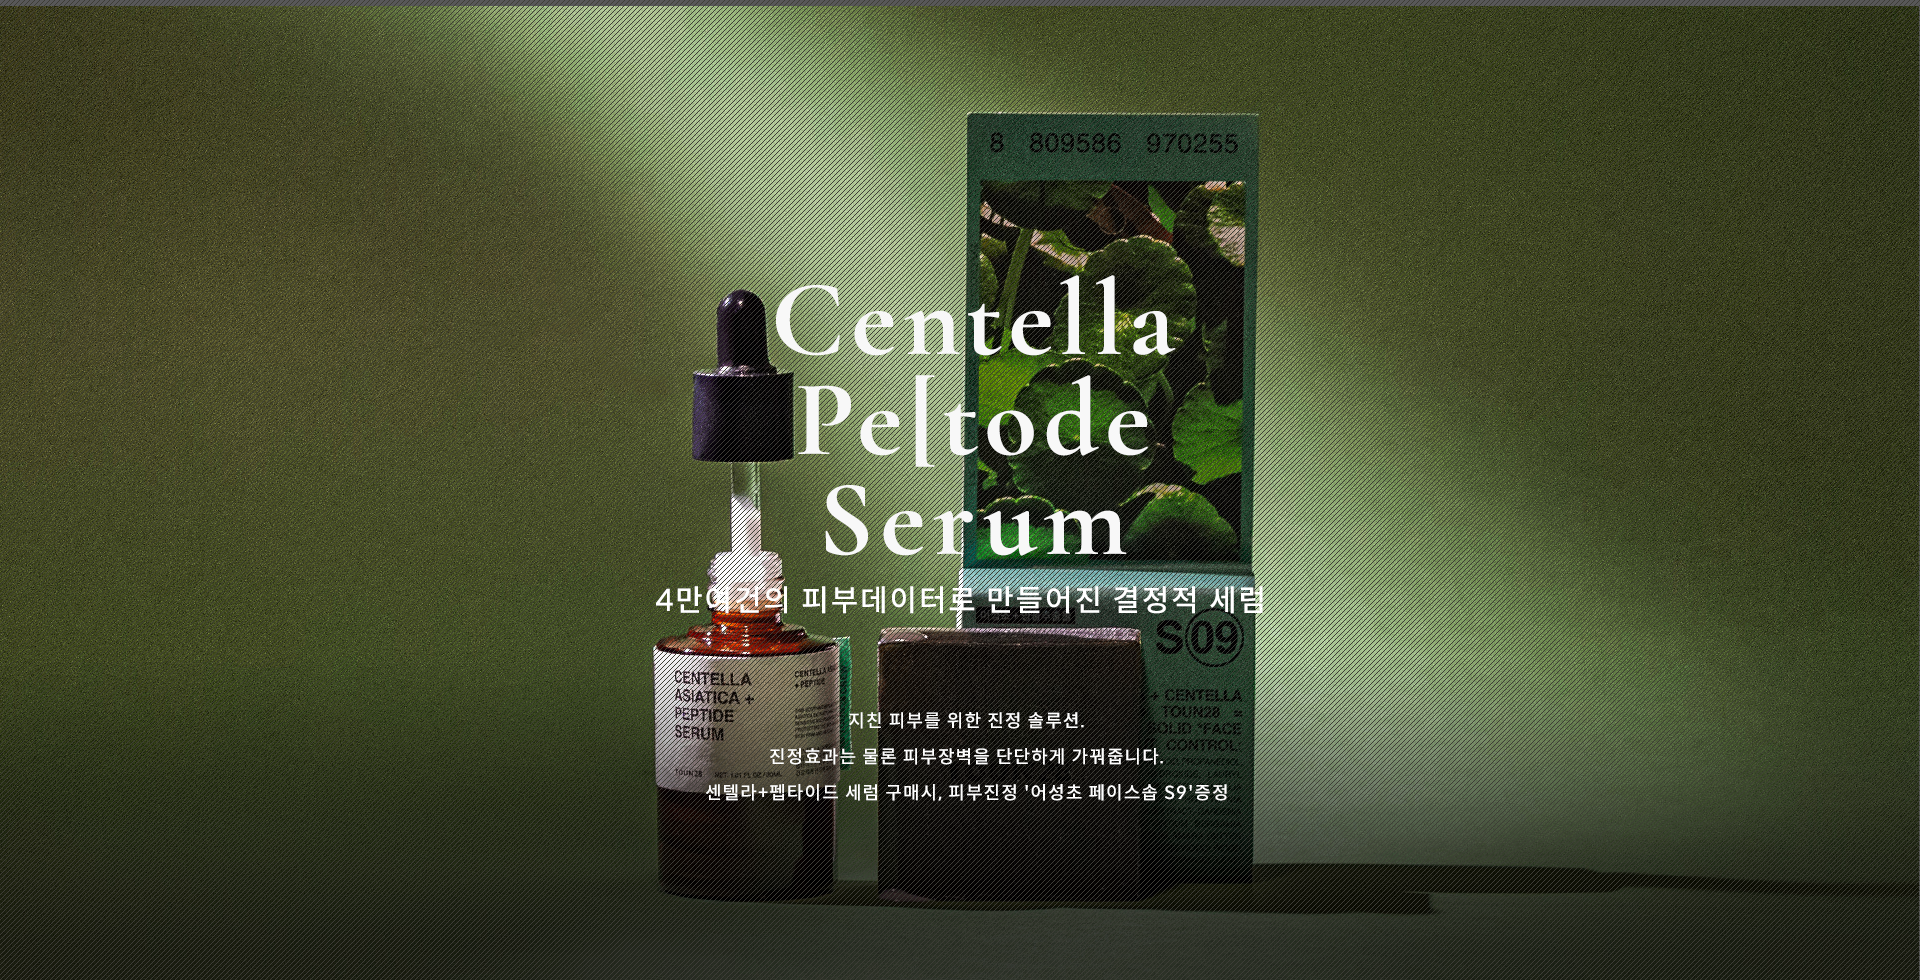 8 809586 970255
Centella
Pe[tode
Serum
4만여건의 피부데이터로 만들어진 결정적 세럼
S09
CENTELLA
ASIATICA +
PEPTIDE
SERUM
CENTELLA
+ PEPTIDE
TOUN28
+ CENTELLA
TOUN28 =
SOLID *FACE
CONTROL:
지친 피부를 위한 진정 솔루션.
진정효과는 물론 피부장벽을 단단하게 가꿔줍니다.
센텔라+펩타이드 세럼 구매시, 피부진정 '어성초 페이스솝 S9'증정